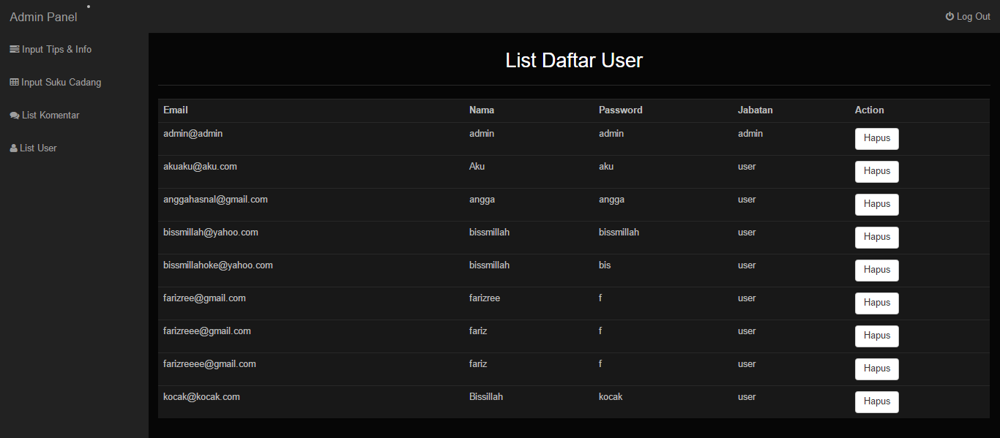 Admin Panel
Log Out
Input Tips & Info
Input Suku Cadang
List Komentar
List User
List Daftar User
Email Nama Password Jabatan Action
admin@admin admin admin admin Hapus
akuaku@aku.com Aku aku user Hapus
anggahasnal@gmail.com angga angga user Hapus
bissmillah@yahoo.com bissmillah bissmillah user Hapus
bissmillahoke@yahoo.com bissmillah bis user Hapus
farizree@gmail.com farizree f user Hapus
farizreee@gmail.com fariz f user Hapus
farizreeee@gmail.com fariz f user Hapus
kocak@kocak.com Bissillah kocak user Hapus